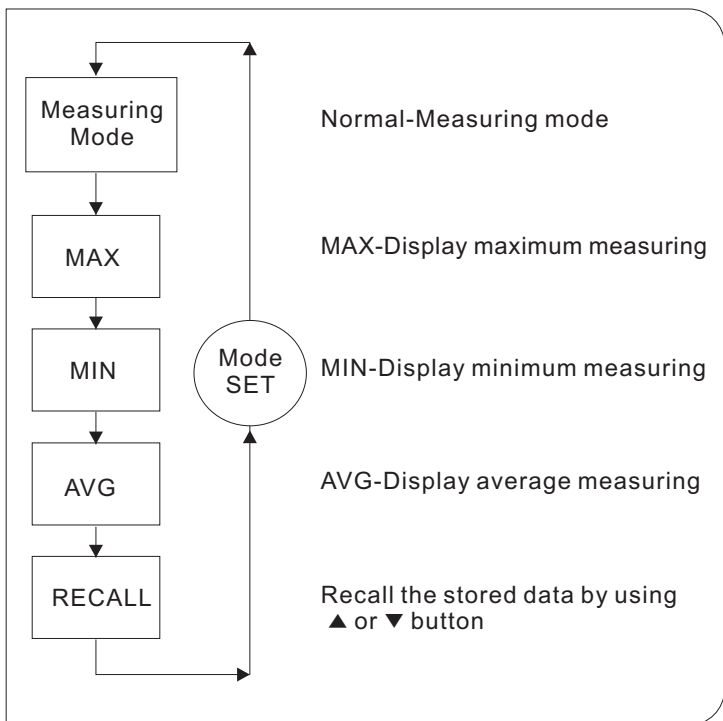 Measuring
Mode
Normal-Measuring mode
MAX
MAX-Display maximum measuring
MIN
Mode
SET
MIN-Display minimum measuring
AVG
AVG-Display average measuring
RECALL
Recall the stored data by using
▲ or ▼ button